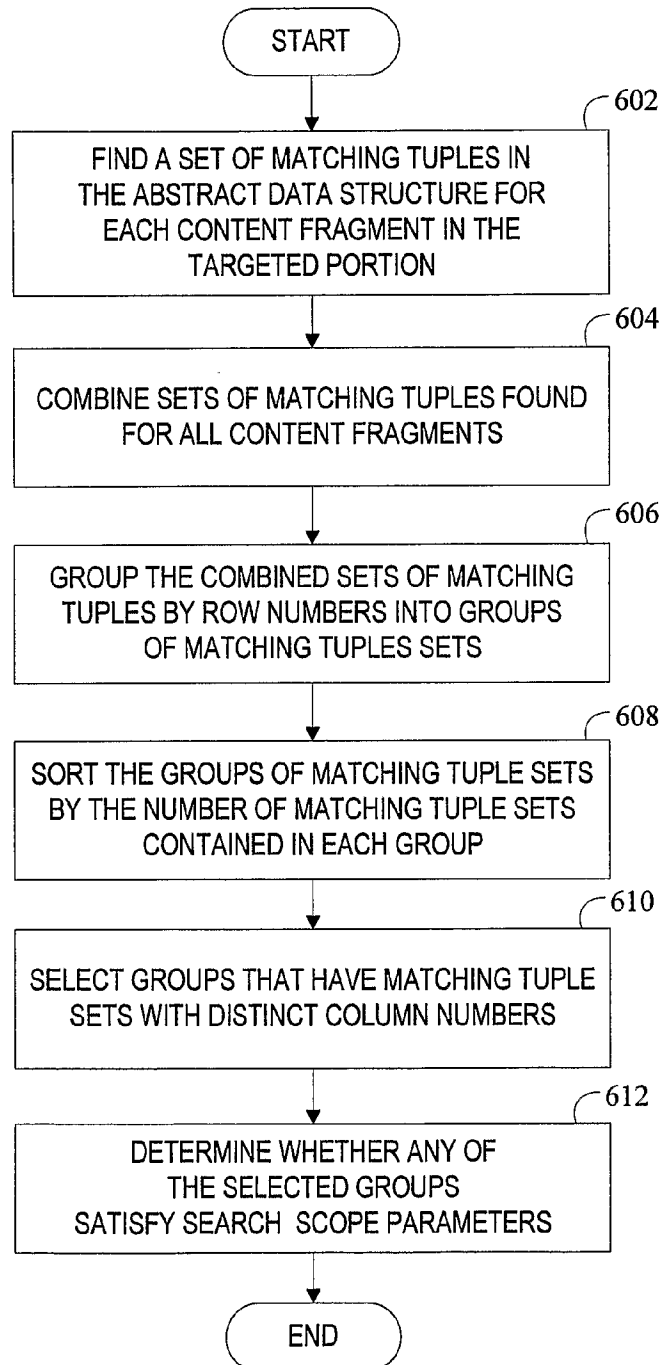 START
602
FIND A SET OF MATCHING TUPLES IN
THE ABSTRACT DATA STRUCTURE FOR
EACH CONTENT FRAGMENT IN THE
TARGETED PORTION
604
COMBINE SETS OF MATCHING TUPLES FOUND
FOR ALL CONTENT FRAGMENTS
606
GROUP THE COMBINED SETS OF MATCHING
TUPLES BY ROW NUMBERS INTO GROUPS
OF MATCHING TUPLES SETS
608
SORT THE GROUPS OF MATCHING TUPLE SETS
BY THE NUMBER OF MATCHING TUPLE SETS
CONTAINED IN EACH GROUP
610
SELECT GROUPS THAT HAVE MATCHING TUPLE
SETS WITH DISTINCT COLUMN NUMBERS
612
DETERMINE WHETHER ANY OF
THE SELECTED GROUPS
SATISFY SEARCH SCOPE PARAMETERS
END